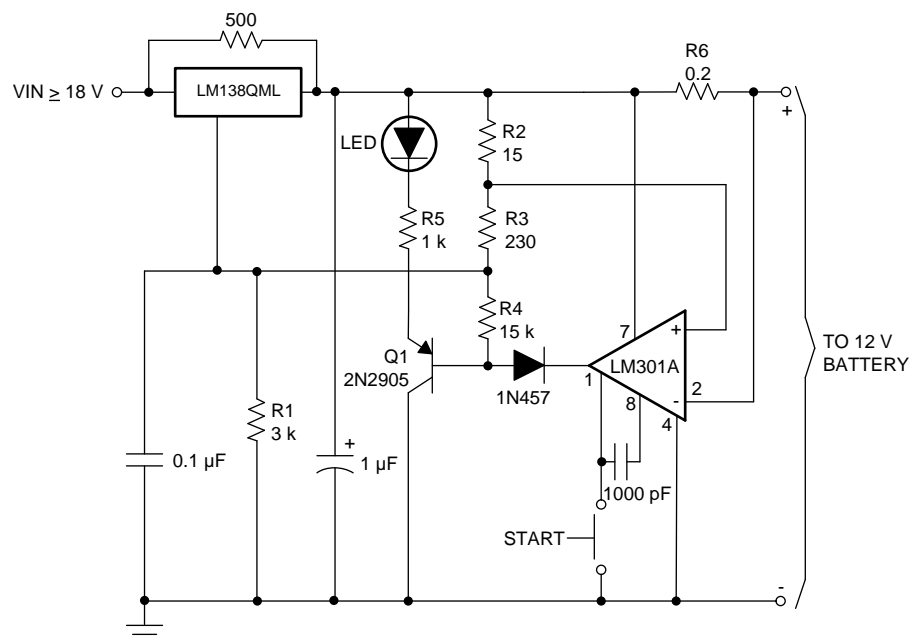 500
VIN ≥ 18 V
LM138QML
R6
0.2
+
LED
R2
15
R5
1 k
R3
230
R4
15 k
7
+
LM301A
TO 12 V
BATTERY
Q1
2N2905
1N457
1
8
2
-
4
R1
3 k
0.1 µF
+
1 µF
1000 pF
START
-